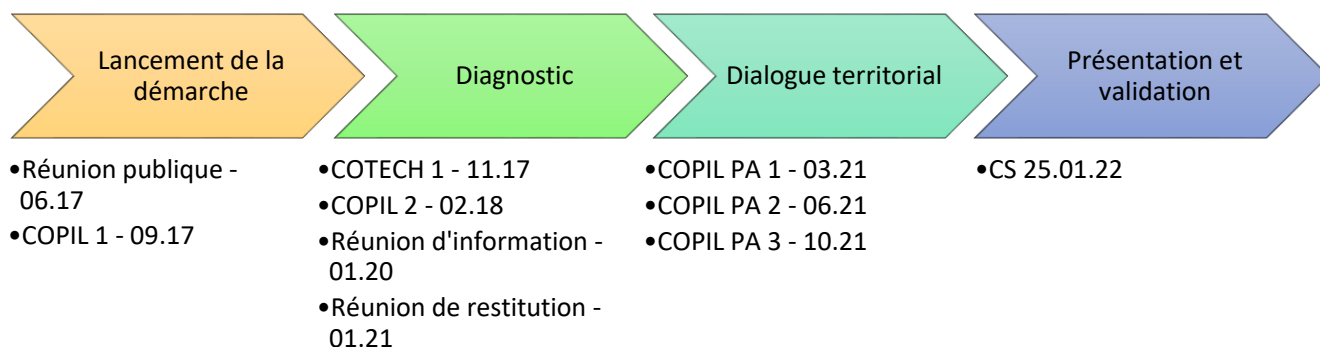 Lancement de la
démarche
Diagnostic
Dialogue territorial
Présentation et
validation
•Réunion publique -
06.17
•COPIL 1 - 09.17
•COTECH 1 - 11.17
•COPIL 2 - 02.18
•Réunion d'information -
01.20
•Réunion de restitution -
01.21
•COPIL PA 1 - 03.21
•COPIL PA 2 - 06.21
•COPIL PA 3 - 10.21
•CS 25.01.22